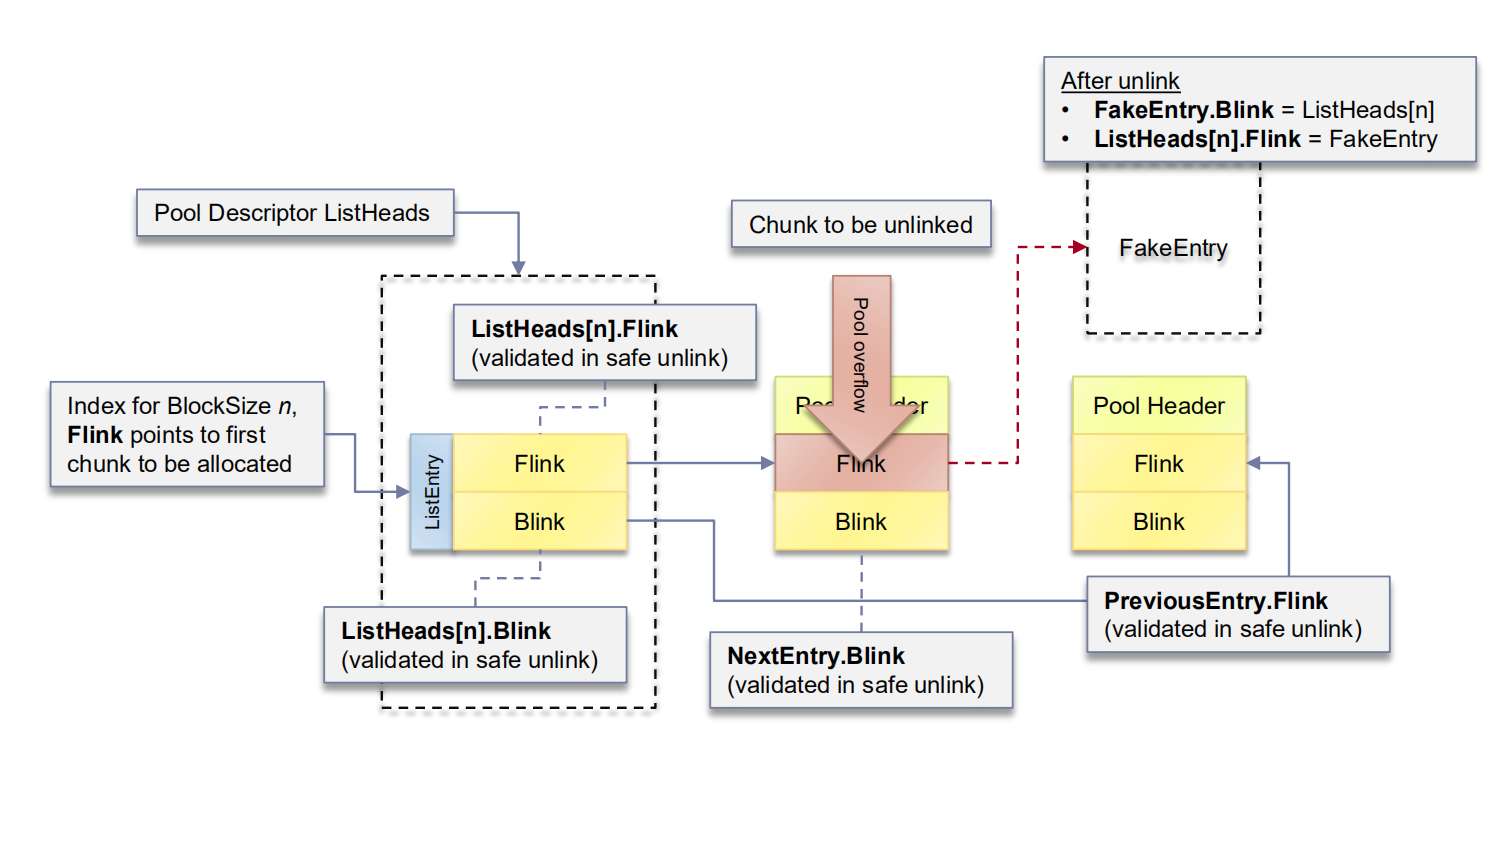 After unlink
• FakeEntry.Blink = ListHeads[n]
• ListHeads[n].Flink = FakeEntry
Pool Descriptor ListHeads
Chunk to be unlinked
FakeEntry
ListHeads[n].Flink
(validated in safe unlink)
Pool overflow
Index for BlockSize n,
Flink points to first
chunk to be allocated
Pool Header
ListEntry
Flink
Flink
Flink
Blink
Blink
Blink
ListHeads[n].Blink
(validated in safe unlink)
NextEntry.Blink
(validated in safe unlink)
PreviousEntry.Flink
(validated in safe unlink)